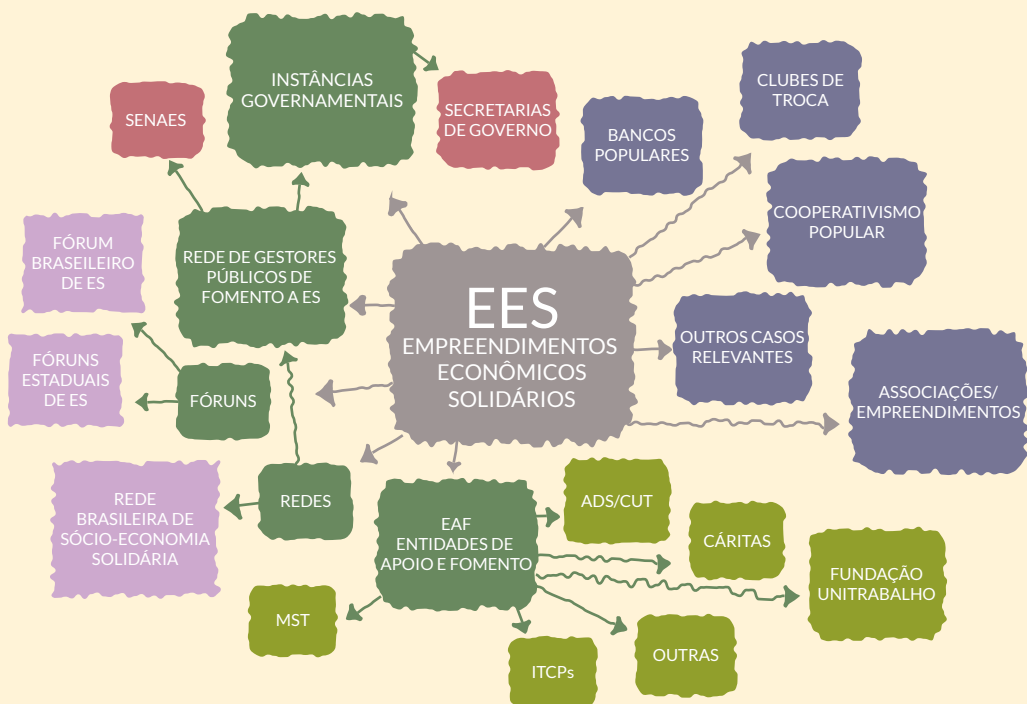 INSTÂNCIAS
GOVERNAMENTAIS
SENAES
SECRETARIAS
DE GOVERNO
BANCOS
POPULARES
CLUBES DE
TROCA
COOPERATIVISMO
POPULAR
FÓRUM
BRASEILEIRO
DE ES
REDE DE GESTORES
PÚBLICOS DE
FOMENTO A ES
EES
EMPREENDIMENTOS
ECONÔMICOS
SOLIDÁRIOS
OUTROS CASOS
RELEVANTES
FÓRUNS
ESTADUAIS
DE ES
FÓRUNS
ASSOCIAÇÕES/
EMPREENDIMENTOS
REDE
BRASILEIRA DE
SÓCIO-ECONOMIA
SOLIDÁRIA
REDES
EAF
ENTIDADES DE
APOIO E FOMENTO
ADS/CUT
CÁRITAS
FUNDAÇÃO
UNITRABALHO
MST
ITCPs
OUTRAS